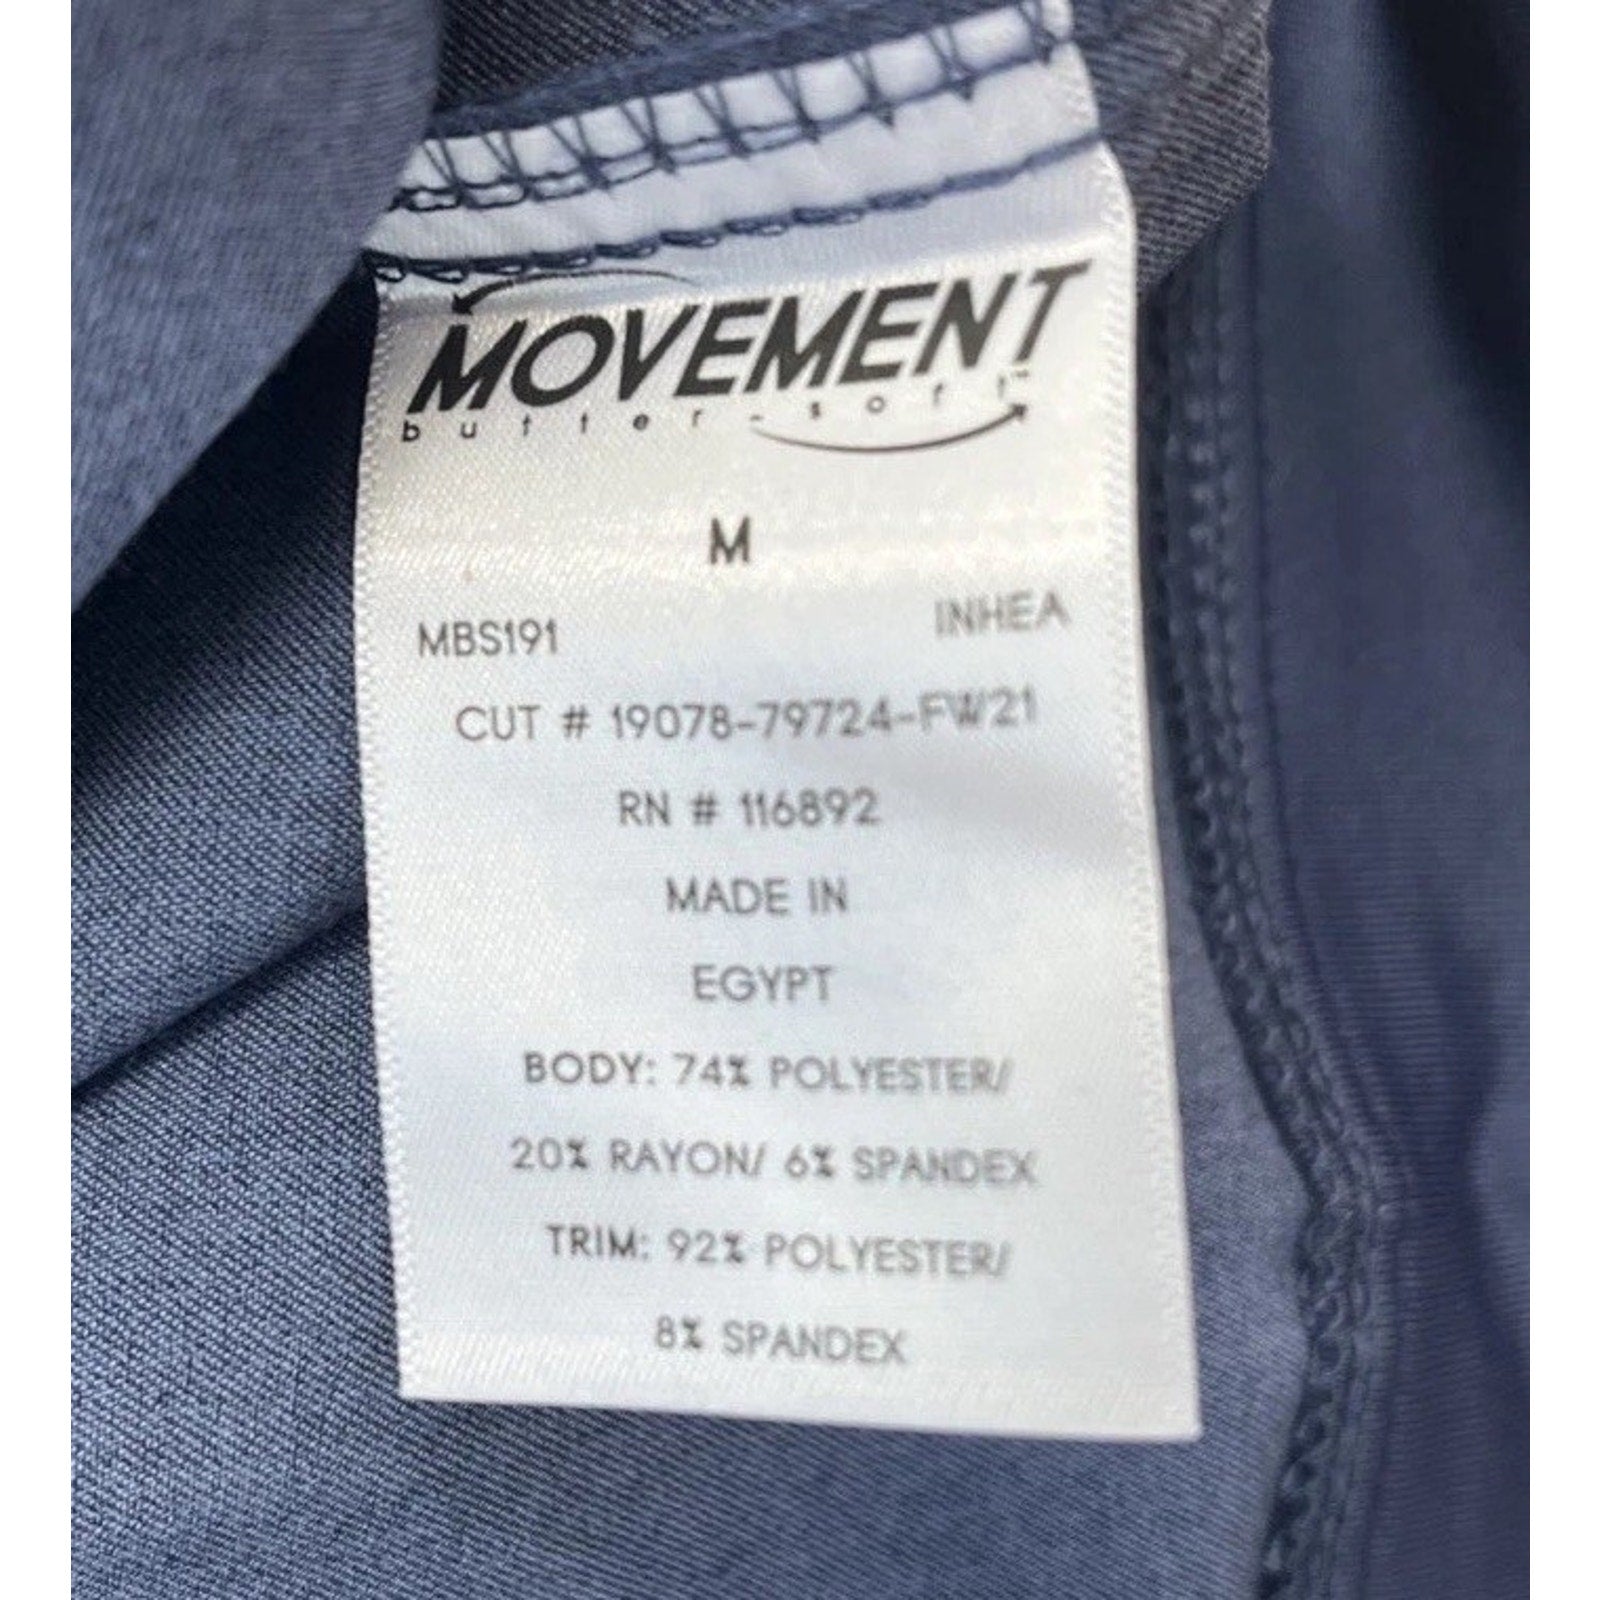 MOVEMENT
butter-soft™
M
MBS191 INHEA
CUT # 19078-79724-FW21
RN # 116892
MADE IN
EGYPT
BODY: 74% POLYESTER/
20% RAYON/ 6% SPANDEX
TRIM: 92% POLYESTER/
8% SPANDEX